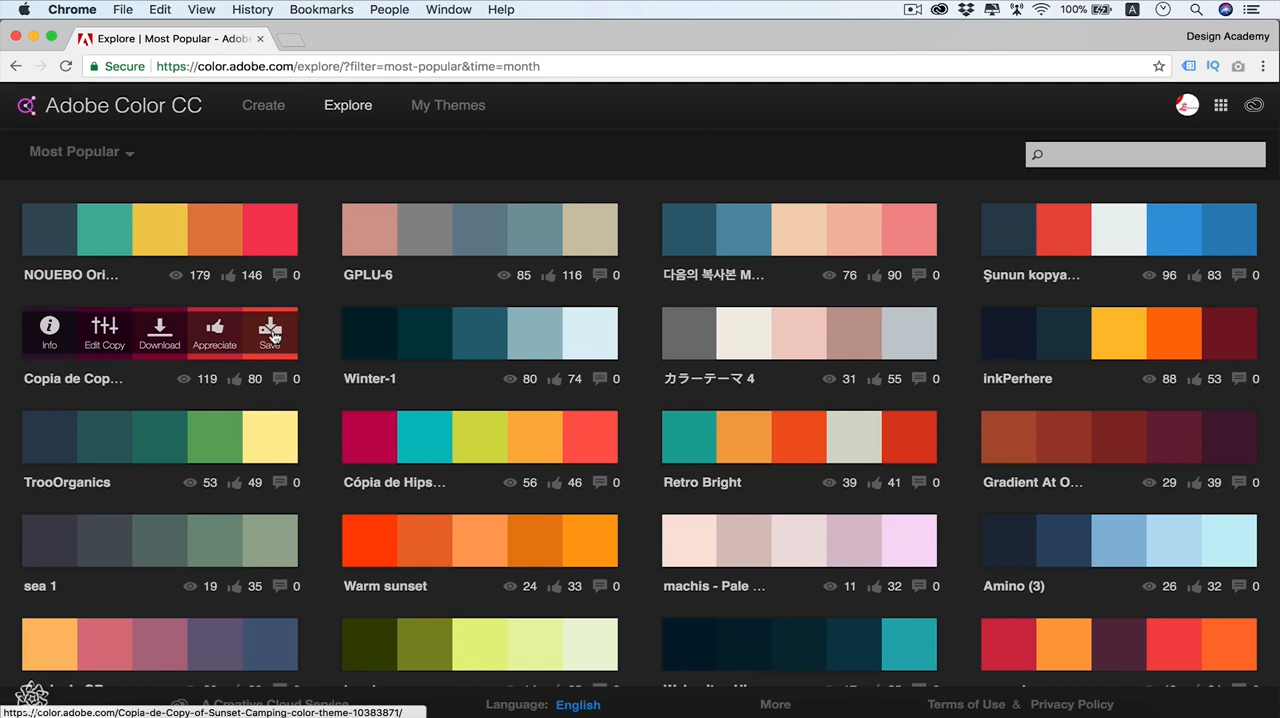 Chrome File Edit View History Bookmarks People Window Help 100% A
Explore | Most Popular - Adob Design Academy
Secure https://color.adobe.com/explore/?filter=most-popular&time=month
Adobe Color CC Create Explore My Themes
Most Popular
NOUEBO Ori... 179 146 0 GPLU-6 85 116 0 다음의 복사본 M... 76 90 0 Şunun kopya... 96 83 0
Info Edit Copy Download Appreciate Save
Copia de Cop... 119 80 0 Winter-1 80 74 0 カラーテーマ 4 31 55 0 inkPerhere 88 53 0
TrooOrganics 53 49 0 Cópia de Hips... 56 46 0 Retro Bright 39 41 0 Gradient At O... 29 39 0
sea 1 19 35 0 Warm sunset 24 33 0 machis - Pale ... 11 32 0 Amino (3) 26 32 0
A Creative Cloud Service Language: English More Terms of Use & Privacy Policy
https://color.adobe.com/Copia-de-Copy-of-Sunset-Camping-color-theme-10383871/